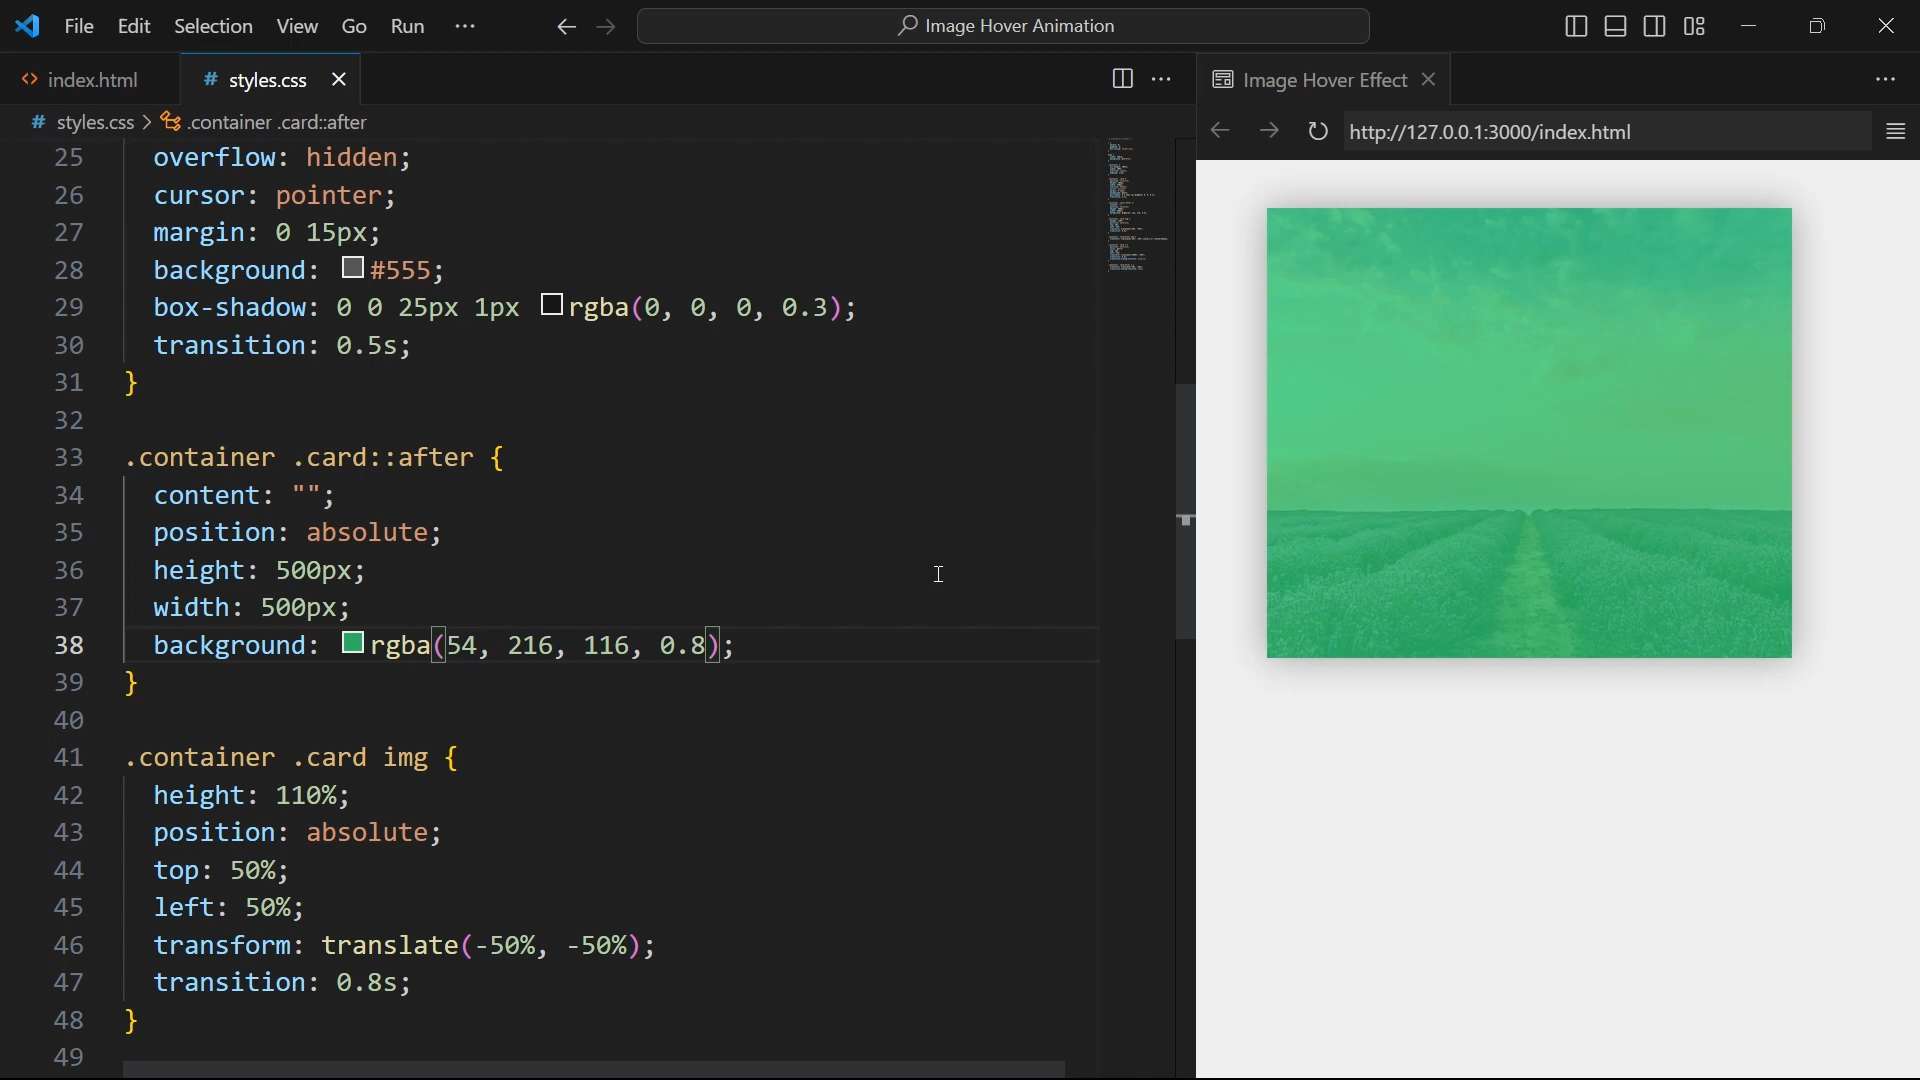 File Edit Selection View Go Run ··· Image Hover Animation
index.html # styles.css ···
Image Hover Effect ···
# styles.css > .container .card::after
http://127.0.0.1:3000/index.html
25 overflow: hidden;
26 cursor: pointer;
27 margin: 0 15px;
28 background: #555;
29 box-shadow: 0 0 25px 1px rgba(0, 0, 0, 0.3);
30 transition: 0.5s;
31 }
32
33 .container .card::after {
34 content: "";
35 position: absolute;
36 height: 500px;
37 width: 500px;
38 background: rgba(54, 216, 116, 0.8);
39 }
40
41 .container .card img {
42 height: 110%;
43 position: absolute;
44 top: 50%;
45 left: 50%;
46 transform: translate(-50%, -50%);
47 transition: 0.8s;
48 }
49